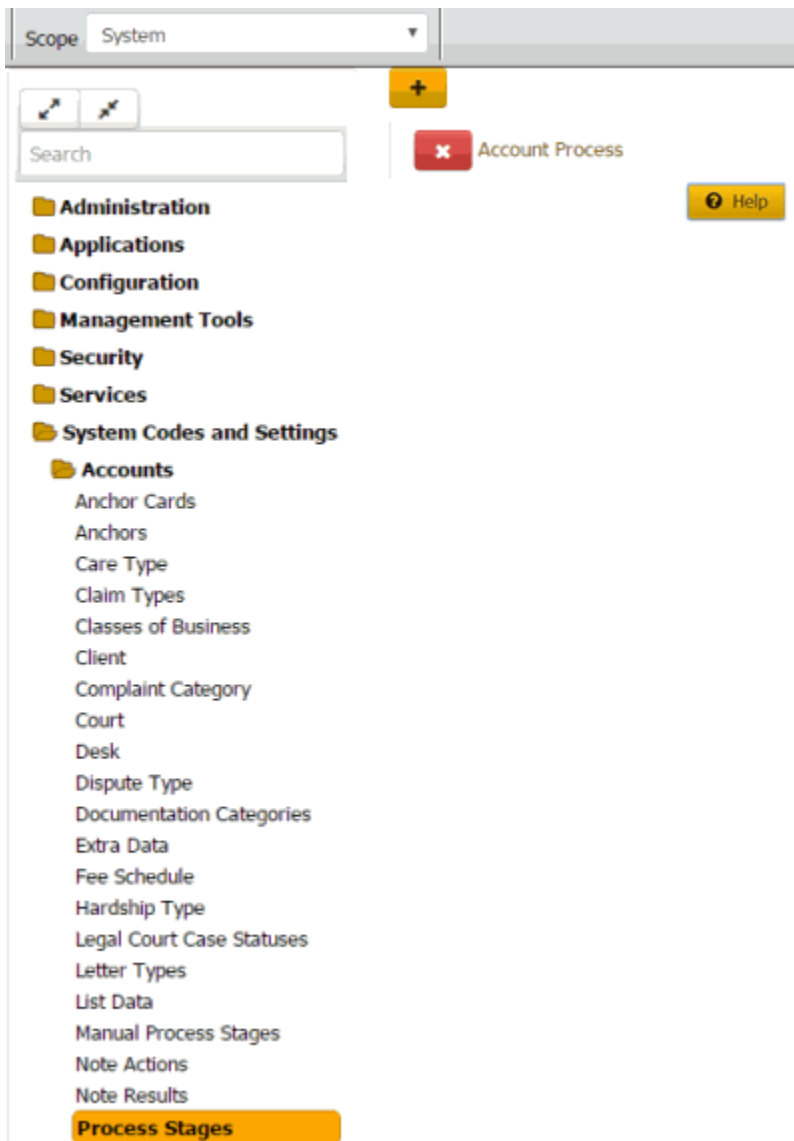 Scope System
Search
Account Process
Help
Administration
Applications
Configuration
Management Tools
Security
Services
System Codes and Settings
Accounts
Anchor Cards
Anchors
Care Type
Claim Types
Classes of Business
Client
Complaint Category
Court
Desk
Dispute Type
Documentation Categories
Extra Data
Fee Schedule
Hardship Type
Legal Court Case Statuses
Letter Types
List Data
Manual Process Stages
Note Actions
Note Results
Process Stages